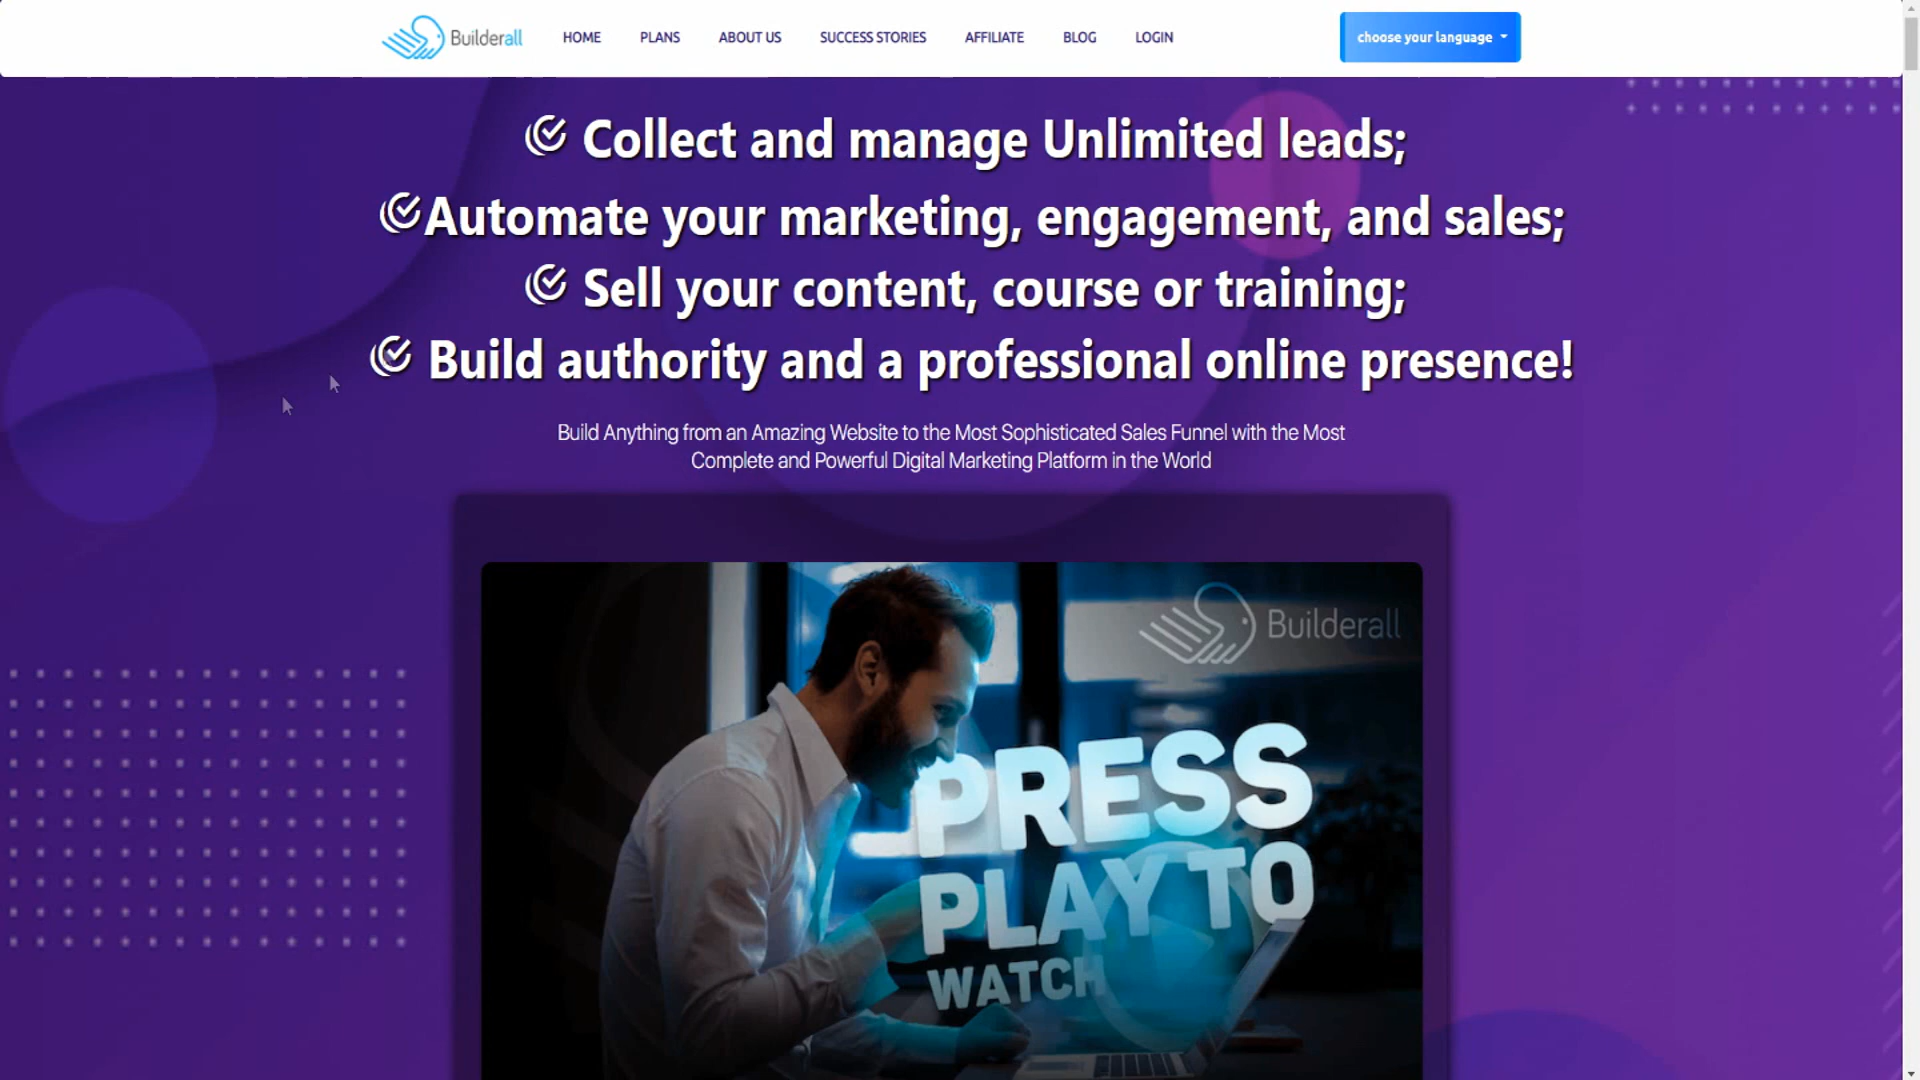 Builderall
HOME
PLANS
ABOUT US
SUCCESS STORIES
AFFILIATE
BLOG
LOGIN
choose your language
Collect and manage Unlimited leads;
Automate your marketing, engagement, and sales;
Sell your content, course or training;
Build authority and a professional online presence!
Build Anything from an Amazing Website to the Most Sophisticated Sales Funnel with the Most
Complete and Powerful Digital Marketing Platform in the World
Builderall
PRESS
PLAY TO
WATCH